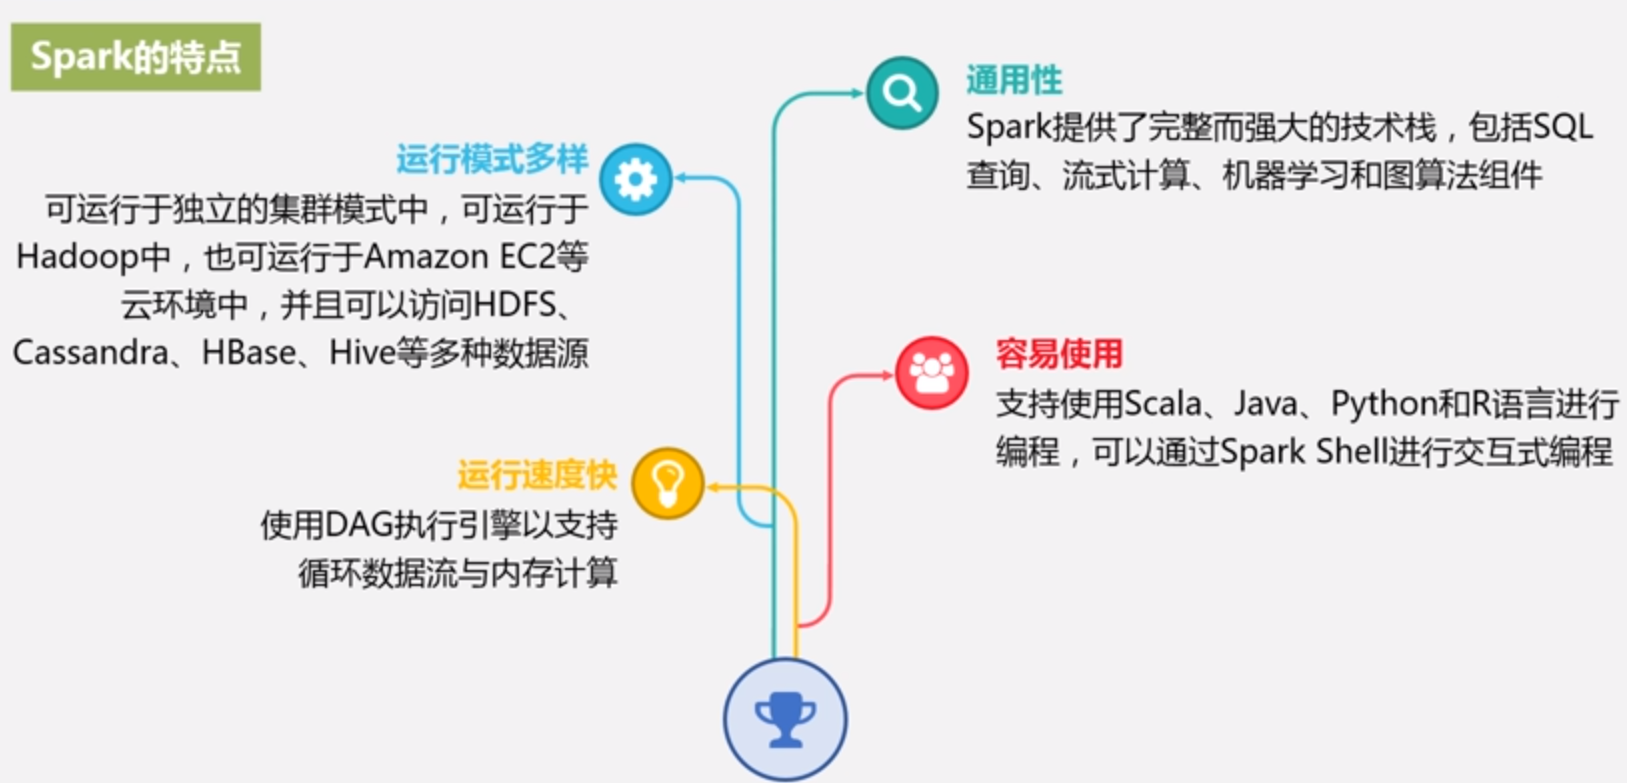 Spark的特点
运行模式多样
可运行于独立的集群模式中，可运行于
Hadoop中，也可运行于Amazon EC2等
云环境中，并且可以访问HDFS、
Cassandra、HBase、Hive等多种数据源
运行速度快
使用DAG执行引擎以支持
循环数据流与内存计算
通用性
Spark提供了完整而强大的技术栈，包括SQL
查询、流式计算、机器学习和图算法组件
容易使用
支持使用Scala、Java、Python和R语言进行
编程，可以通过Spark Shell进行交互式编程